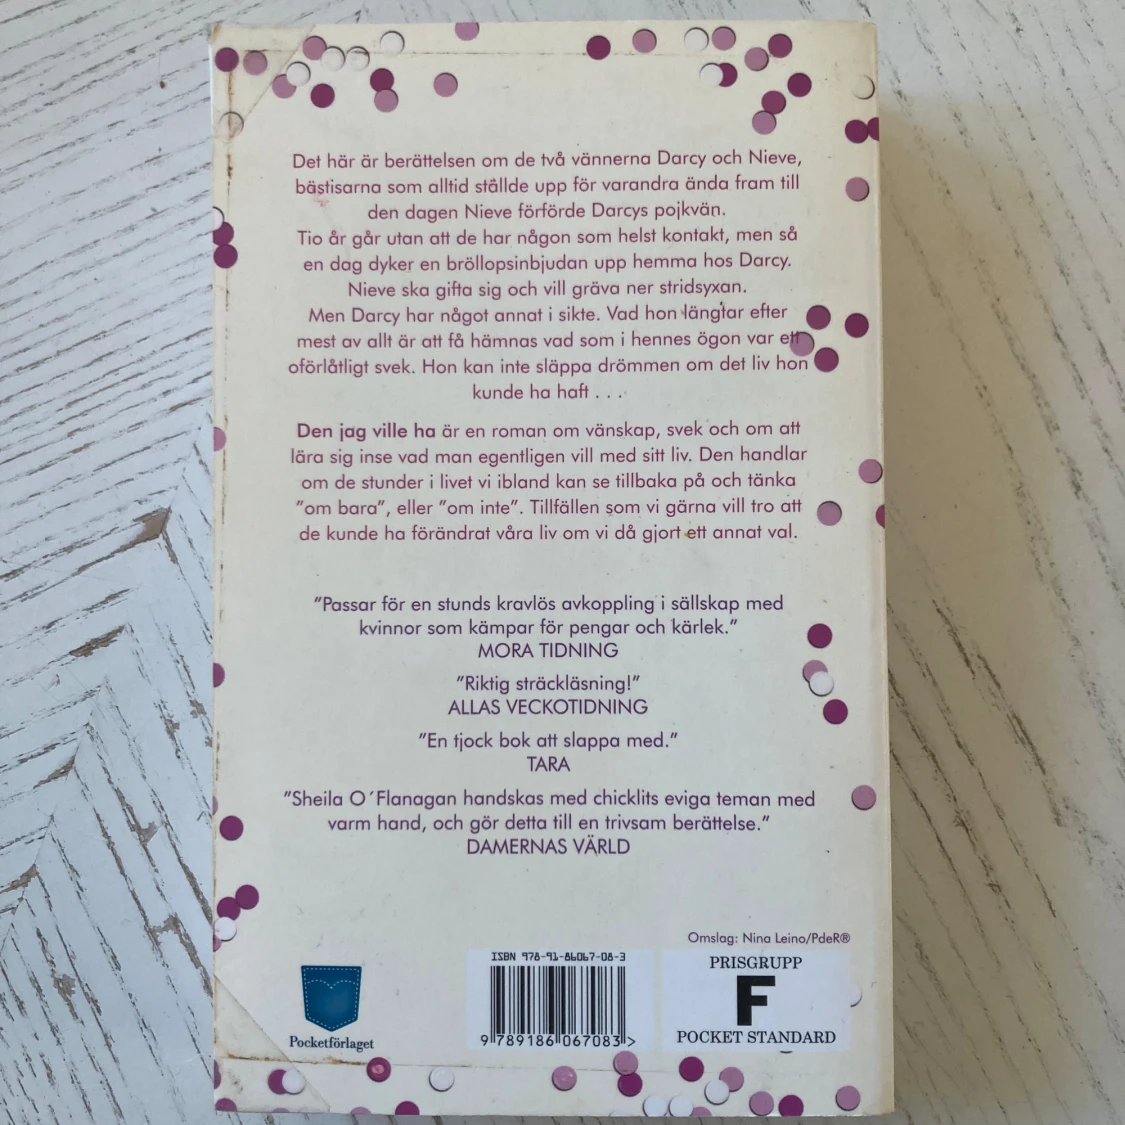 Det här är berättelsen om de två vännerna Darcy och Nieve,
bästisarna som alltid ställde upp för varandra ända fram till
den dagen Nieve förförde Darcys pojkvän.
Tio år går utan att de har någon som helst kontakt, men så
en dag dyker en bröllopsinbjudan upp hemma hos Darcy.
Nieve ska gifta sig och vill gräva ner stridsyxan.
Men Darcy har något annat i sikte. Vad hon längtar efter
mest av allt är att få hämnas vad som i hennes ögon var ett
oförlåtligt svek. Hon kan inte släppa drömmen om det liv hon
kunde ha haft . . .
Den jag ville ha är en roman om vänskap, svek och om att
lära sig inse vad man egentligen vill med sitt liv. Den handlar
om de stunder i livet vi ibland kan se tillbaka på och tänka
”om bara”, eller ”om inte”. Tillfällen som vi gärna vill tro att
de kunde ha förändrat våra liv om vi då gjort ett annat val.
”Passar för en stunds kravlös avkoppling i sällskap med
kvinnor som kämpar för pengar och kärlek.”
MORA TIDNING
”Riktig sträckläsning!”
ALLAS VECKOTIDNING
”En tjock bok att slappa med.”
TARA
”Sheila O´Flanagan handskas med chicklits eviga teman med
varm hand, och gör detta till en trivsam berättelse.”
DAMERNAS VÄRLD
Omslag: Nina Leino/PdeR®
Pocketförlaget
ISBN 978-91-86067-08-3
9 789186 067083 >
PRISGRUPP
F
POCKET STANDARD